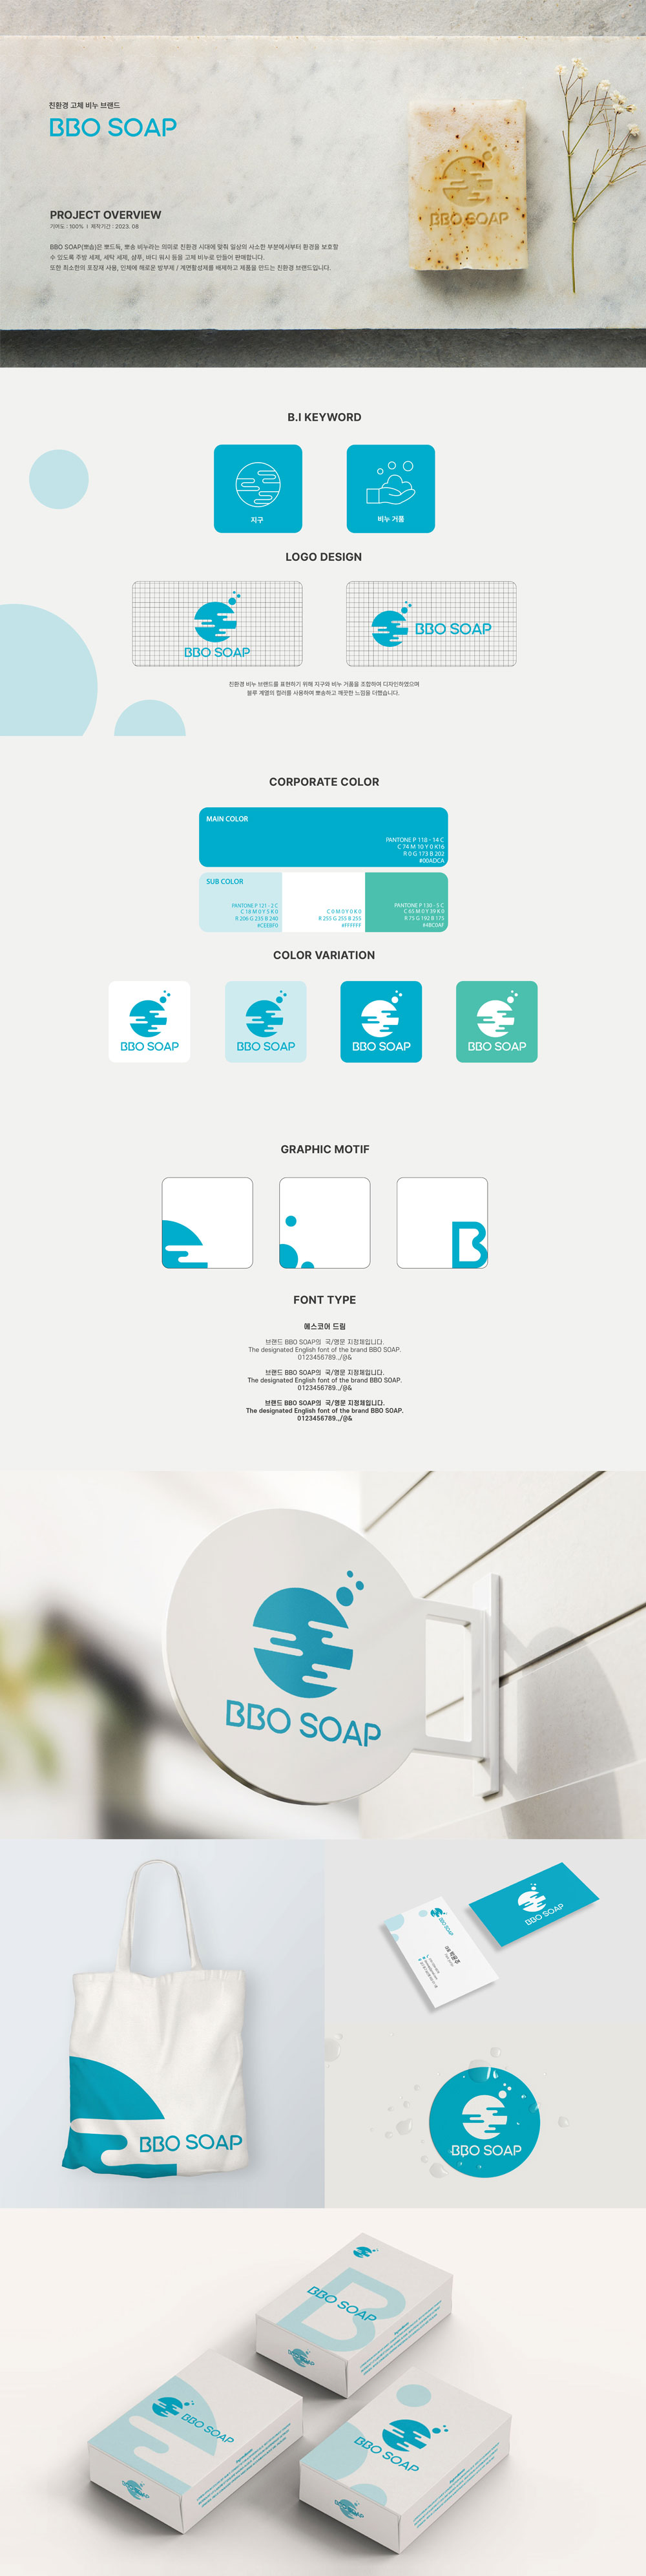 친환경 고체 비누 브랜드
BBO SOAP
PROJECT OVERVIEW
기여도 : 100% I 제작기간 : 2023. 08
BBO SOAP(뽀솝)은 뽀드득, 뽀송 비누라는 의미로 친환경 시대에 맞춰 일상의 사소한 부분에서부터 환경을 보호할
수 있도록 주방 세제, 세탁 세제, 샴푸, 바디 워시 등을 고체 비누로 만들어 판매합니다.
또한 최소한의 포장재 사용, 인체에 해로운 방부제 / 계면활성제를 배제하고 제품을 만드는 친환경 브랜드입니다.
BBO SOAP
B.I KEYWORD
지구
비누 거품
LOGO DESIGN
BBO SOAP
BBO SOAP
친환경 비누 브랜드를 표현하기 위해 지구와 비누 거품을 조합하여 디자인하였으며
블루 계열의 컬러를 사용하여 뽀송하고 깨끗한 느낌을 더했습니다.
CORPORATE COLOR
MAIN COLOR
PANTONE P 118 - 14 C
C 74 M 10 Y 0 K16
R 0 G 173 B 202
#00ADCA
SUB COLOR
PANTONE P 121 - 2 C
C 18 M 0 Y 5 K 0
R 206 G 235 B 240
#CEEBF0
C 0 M 0 Y 0 K 0
R 255 G 255 B 255
#FFFFFF
PANTONE P 130 - 5 C
C 65 M 0 Y 39 K 0
R 75 G 192 B 175
#4BC0AF
COLOR VARIATION
BBO SOAP
BBO SOAP
BBO SOAP
BBO SOAP
GRAPHIC MOTIF
B
FONT TYPE
에스코어 드림
브랜드 BBO SOAP의 국/영문 지정체입니다.
The designated English font of the brand BBO SOAP.
0123456789.,/@&
브랜드 BBO SOAP의 국/영문 지정체입니다.
The designated English font of the brand BBO SOAP.
0123456789.,/@&
브랜드 BBO SOAP의 국/영문 지정체입니다.
The designated English font of the brand BBO SOAP.
0123456789.,/@&
BBO SOAP
BBO SOAP
BBO SOAP
BBO SOAP
BBO SOAP
B
BBO SOAP
BBO SOAP
BBO SOAP
BBO SOAP
BBO SOAP
BBO SOAP